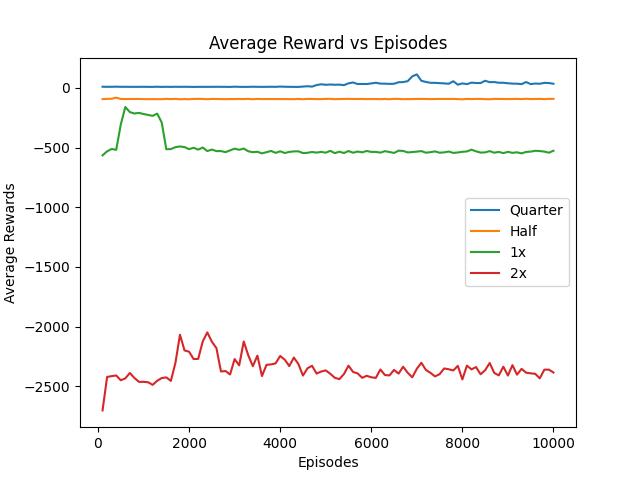 Average Reward vs Episodes
Average Rewards
0
−500
−1000
−1500
−2000
−2500
Quarter
Half
1x
2x
0 2000 4000 6000 8000 10000
Episodes